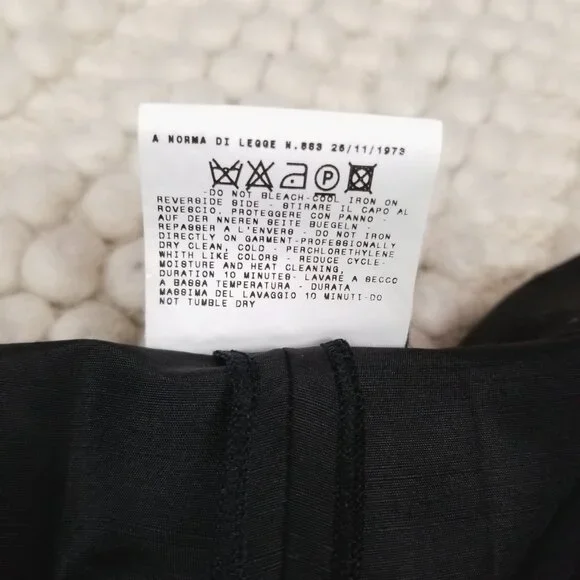 A NORMA DI LEGGE N.883 26/11/1973
P
-DO NOT BLEACH-COOL IRON ON
REVERSIDE SIDE - STIRARE IL CAPO AL
ROVESCIO, PROTEGGERE CON PANNO -
AUF DER NNEREN SEITE BUEGELN -
REPASSER A L'ENVERS - DO NOT IRON
DIRECTLY ON GARMENT-PROFESSIONALLY
DRY CLEAN, COLD - PERCHLORETHYLENE
WHITH LIKE COLORS - REDUCE CYCLE-
MOISTURE AND HEAT CLEANING,
DURATION 10 MINUTES- LAVARE A SECCO
A BASSA TEMPERATURA - DURATA
MASSIMA DEL LAVAGGIO 10 MINUTI-DO
NOT TUMBLE DRY